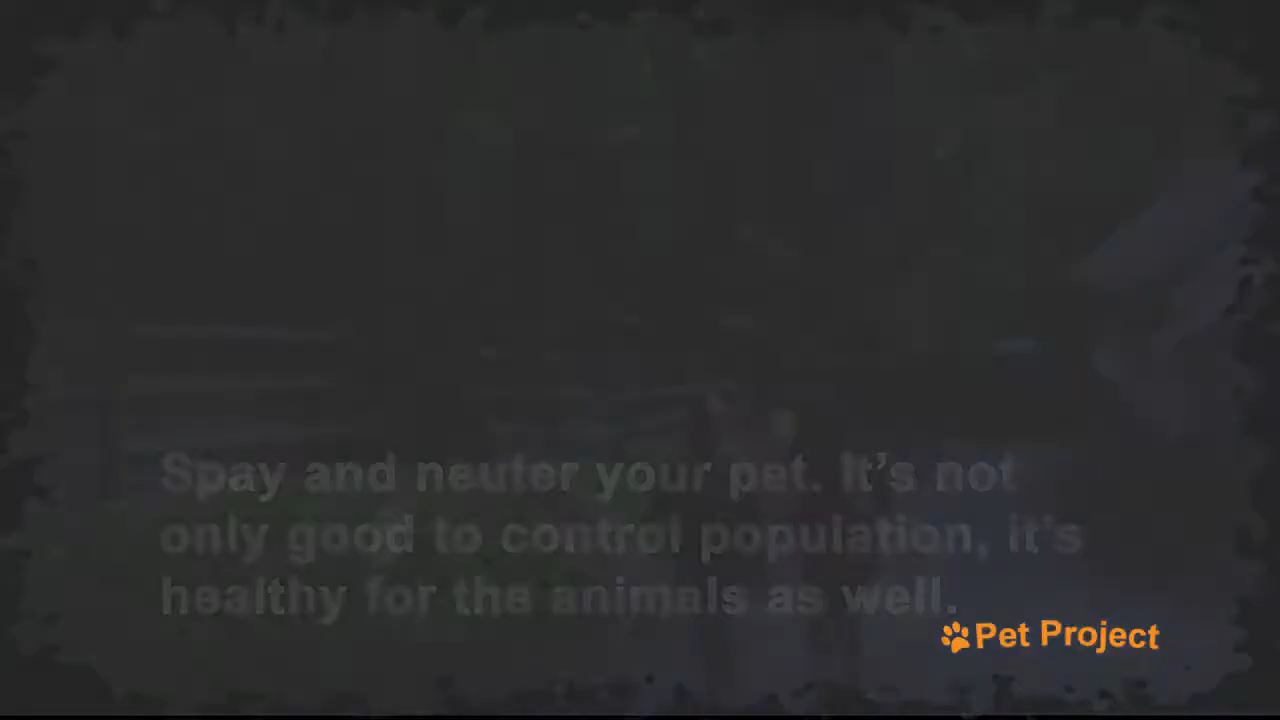 Spay and neuter your pet. It’s not
only good to control population, it's
healthy for the animals as well.
Pet Project